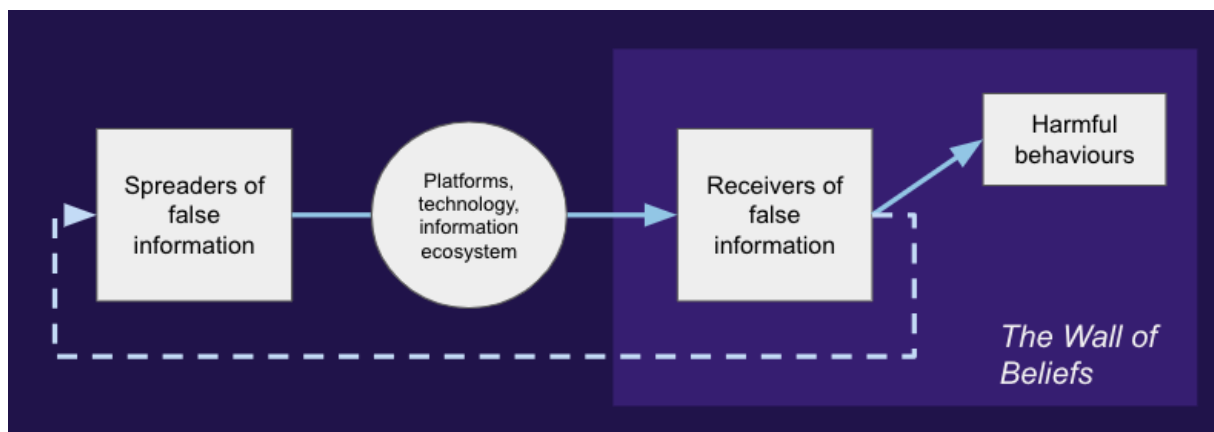 Spreaders of
false
information
Platforms,
technology,
information
ecosystem
Receivers of
false
information
Harmful
behaviours
The Wall of
Beliefs